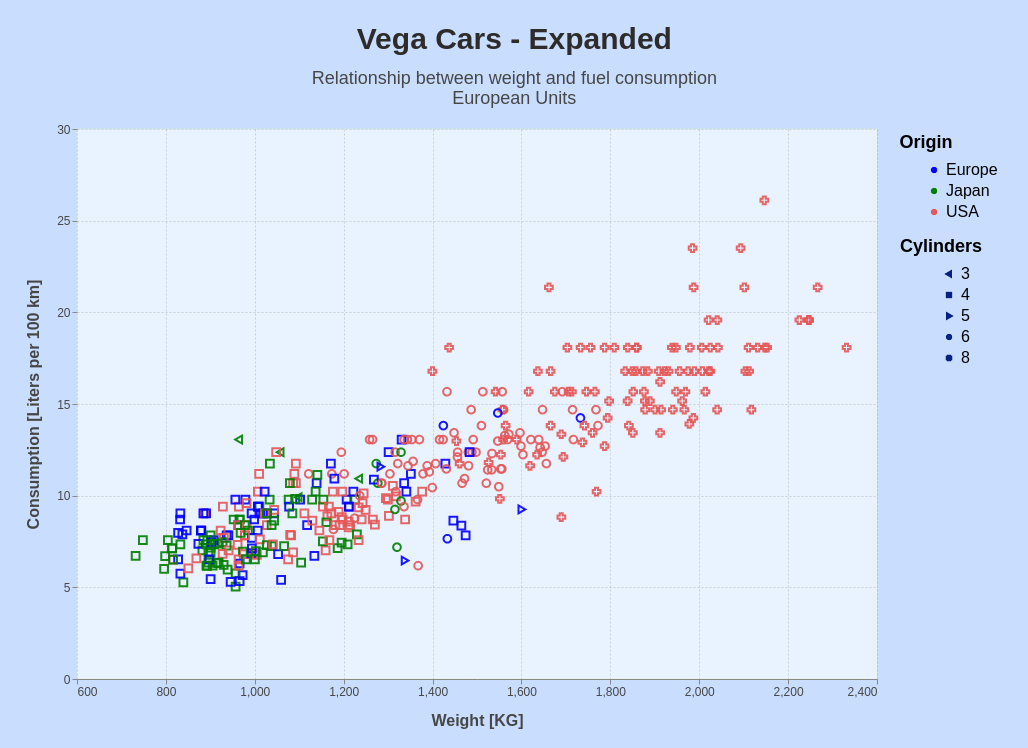 Vega Cars - Expanded
Relationship between weight and fuel consumption
European Units
30
25
20
15
10
5
0
Consumption [Liters per 100 km]
600
800
1,000
1,200
1,400
1,600
1,800
2,000
2,200
2,400
Weight [KG]
Origin
Europe
Japan
USA
Cylinders
3
4
5
6
8